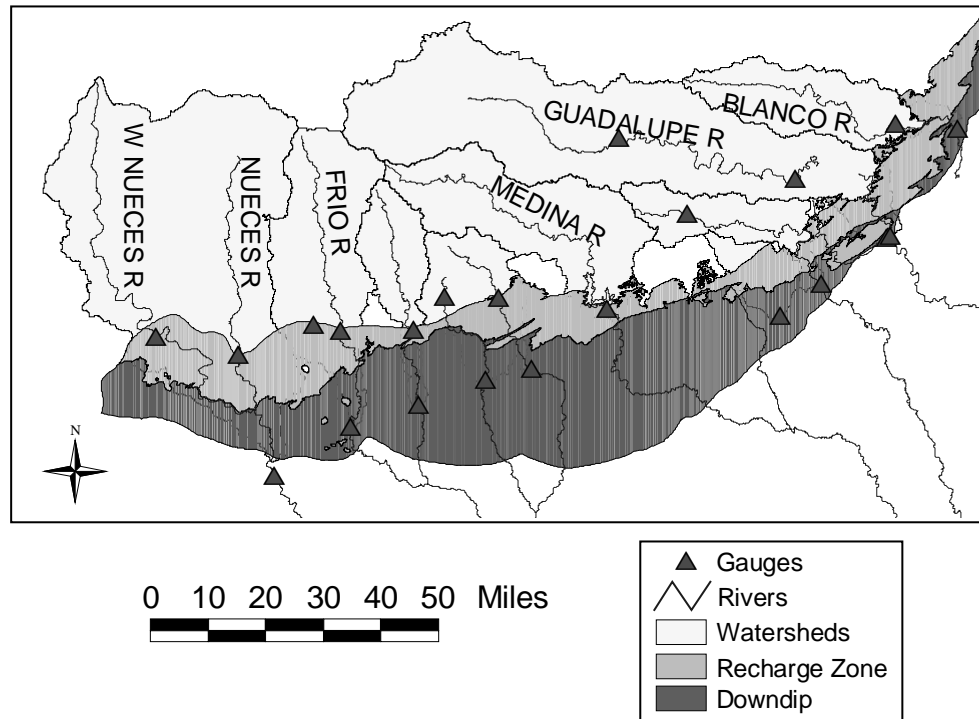 W NUECES R
NUECES R
FRIO R
MEDINA R
GUADALUPE R
BLANCO R
N
0 10 20 30 40 50 Miles
Gauges
Rivers
Watersheds
Recharge Zone
Downdip